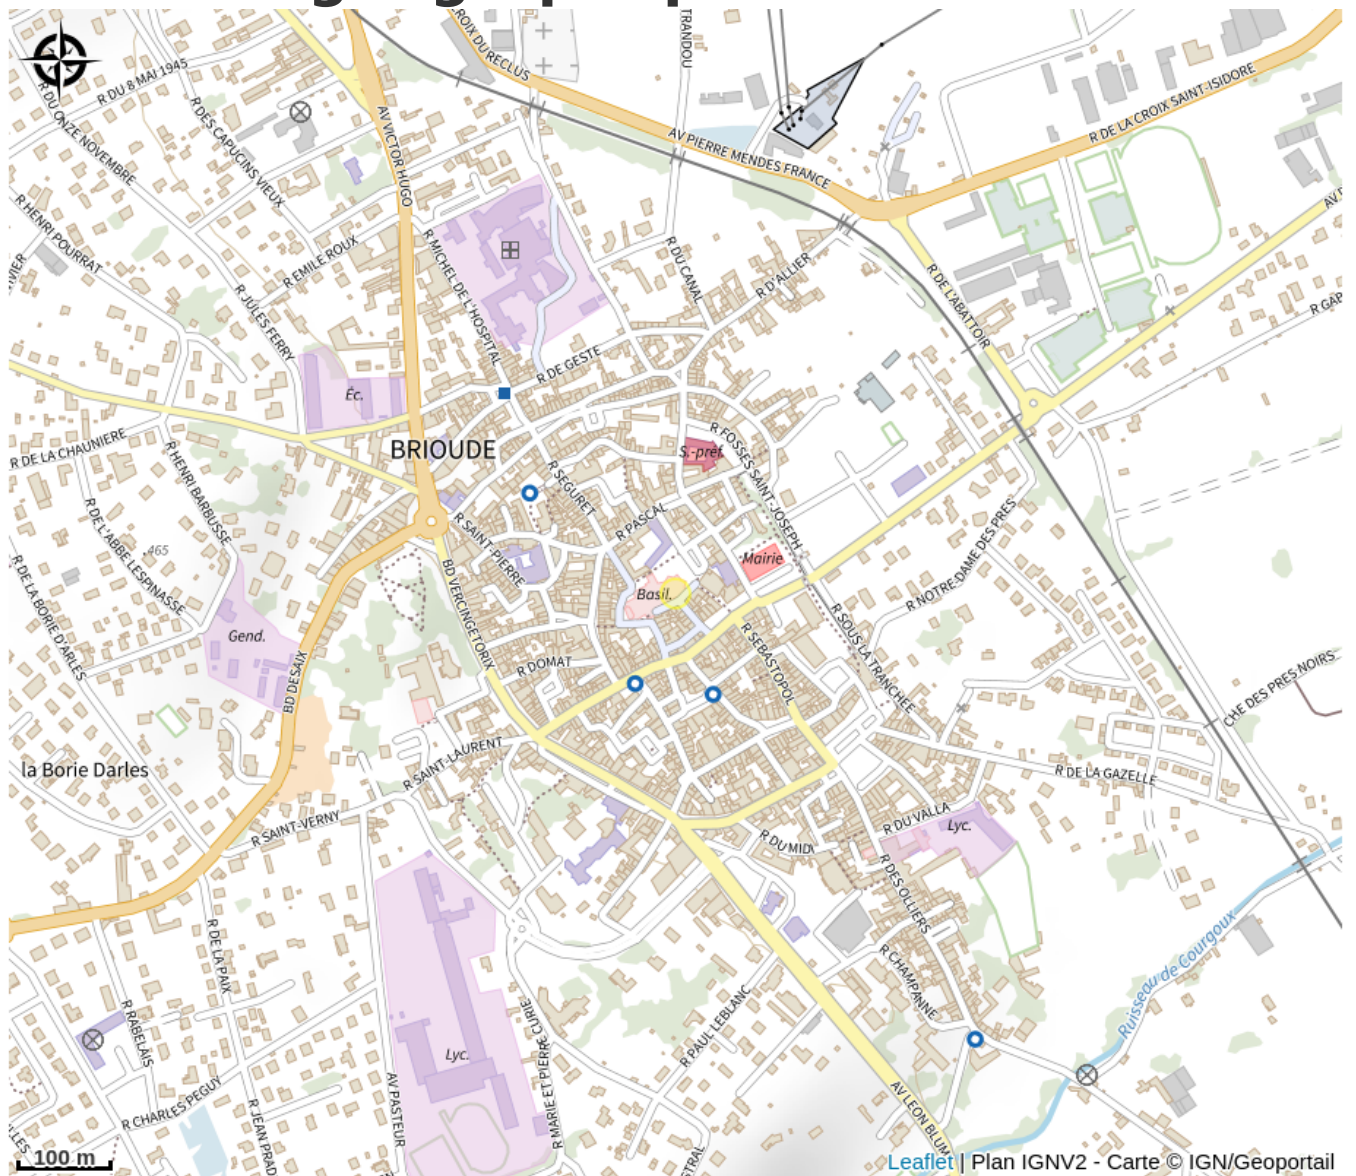 CROIX DU RECLUS
TRANDOU
R DU 8 MAI 1945
R DU ONZE NOVEMBRE
R DES CAPUCINS VIEUX
AV VICTOR HUGO
AV PIERRE MENDES FRANCE
R DE LA CROIX SAINT-ISIDORE
R HENRI POURRAT
R EMILE ROUX
R MICHEL DE L'HOSPITAL
R DU CANAL
R D'ALLIER
R DE L'ABATTOIR
R JULES FERRY
R DE GESTE
Éc.
BRIOUDE
R DE LA CHAUNIERE
R HENRI BARBUSSE
R DE L'ABBE LESPINASSE
.465
R SEGURET
S.-préf.
R FOSSES SAINT-JOSEPH
R PASCAL
R SAINT-PIERRE
Mairie
Basil.
R NOTRE-DAME DES PRES
R DE LA BORIE DARLES
Gend.
BD DESAIX
BD VERCINGETORIX
R DOMAT
R SEBASTOPOL
R SOUS LA TRANCHEE
CHE DES PRES NOIRS
la Borie Darles
R SAINT-LAURENT
R DE LA GAZELLE
R SAINT-VERNY
R DU VALLA
Lyc.
R DU MIDI
R DES OLLIERS
R DE LA PAIX
R CHAMPANNE
Ruisseau de Courgoux
R RABELAIS
R PAUL LEBLANC
R MARIE ET PIERRE CURIE
Lyc.
R CHARLES PEGUY
R JEAN PRAD
AV PASTEUR
AV LEON BLUM
100 m
Leaflet | Plan IGNV2 - Carte © IGN/Geoportail